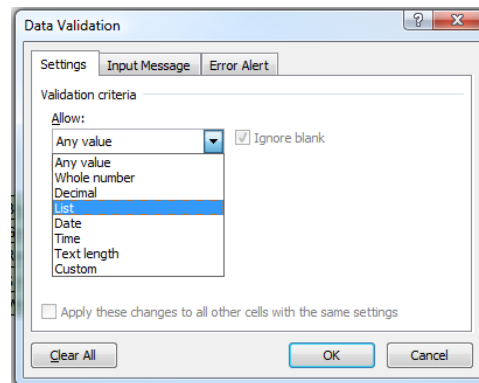 Data Validation
Settings Input Message Error Alert
Validation criteria
Allow:
Any value
Ignore blank
Any value
Whole number
Decimal
List
Date
Time
Text length
Custom
Apply these changes to all other cells with the same settings
Clear All OK Cancel